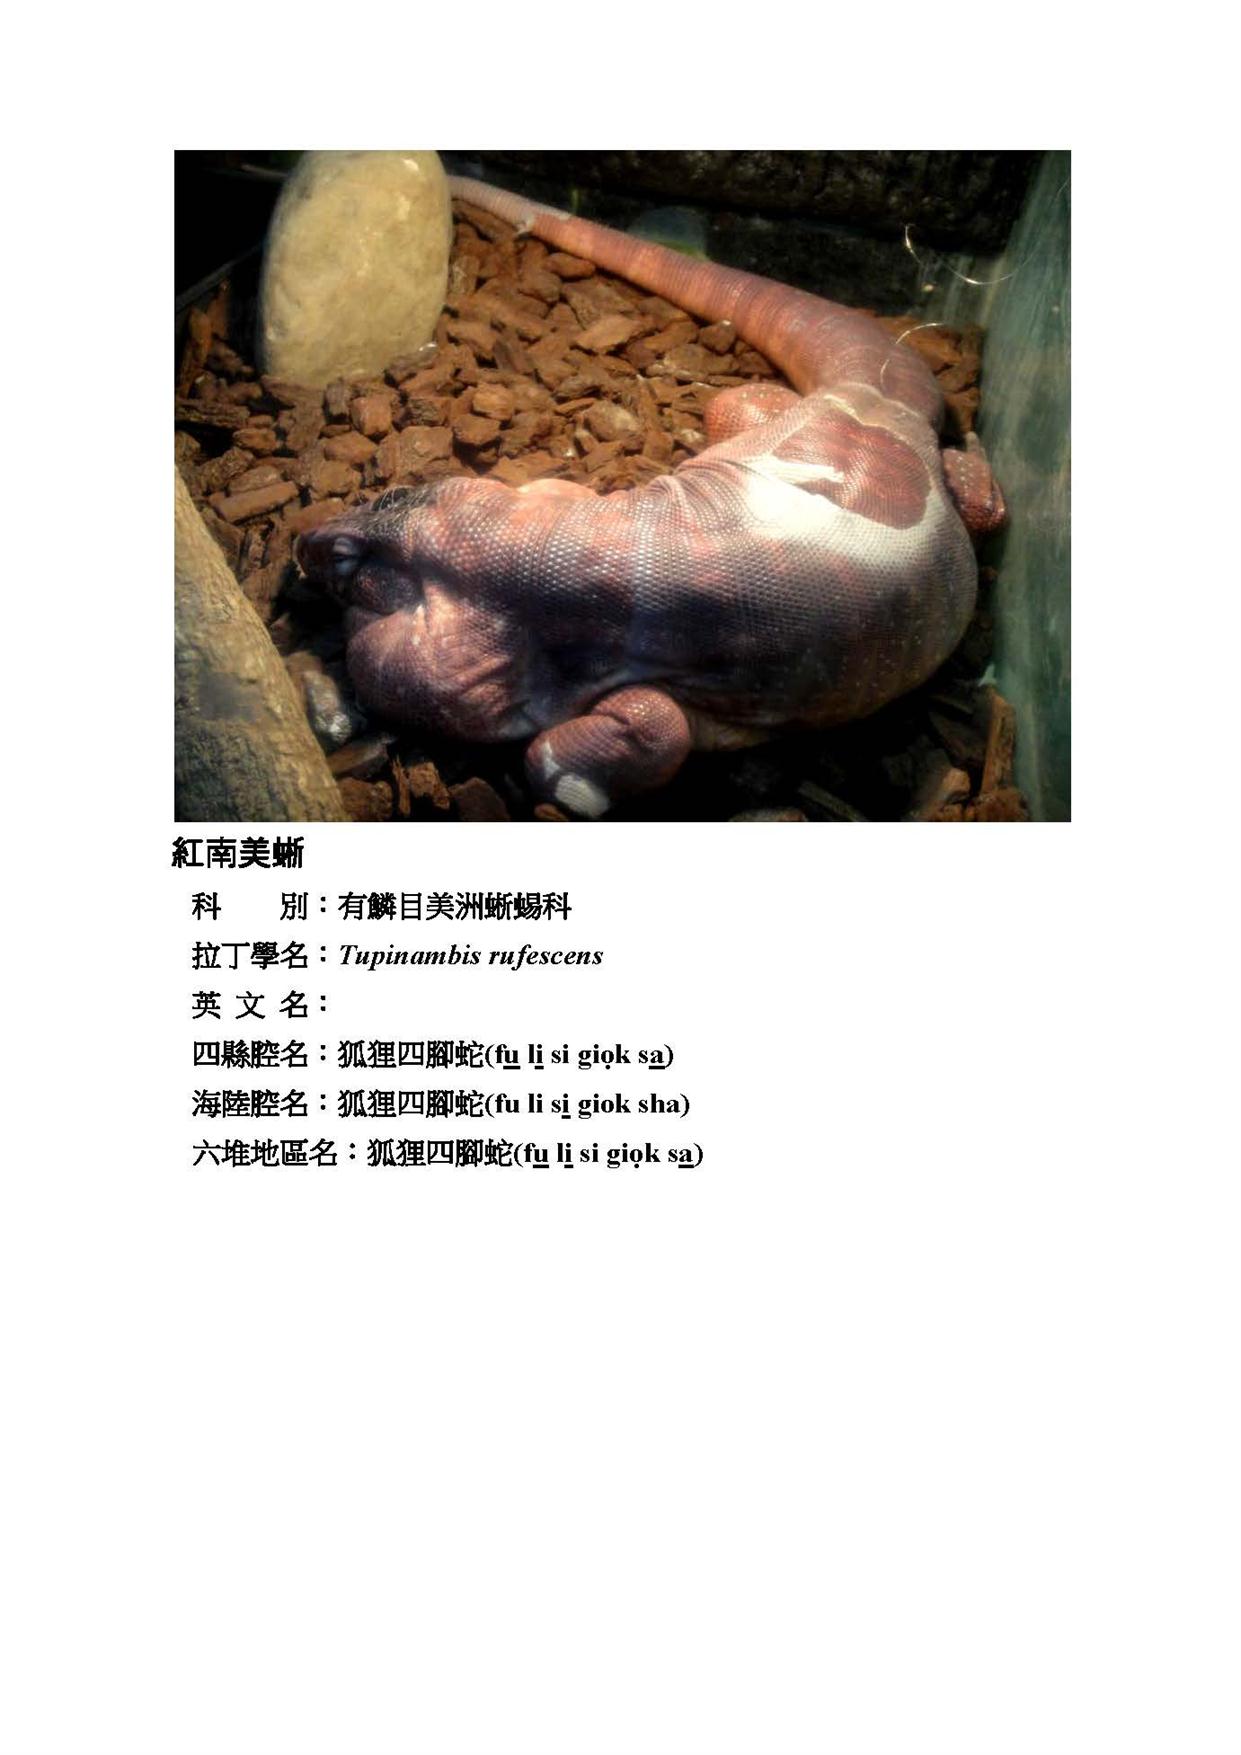 紅南美蜥
科　　別：有鱗目美洲蜥蜴科
拉丁學名：Tupinambis rufescens
英 文 名：
四縣腔名：狐狸四腳蛇(fu̲ li̲ si giọk sa̲)
海陸腔名：狐狸四腳蛇(fu li si̲ giok sha)
六堆地區名：狐狸四腳蛇(fu̲ li̲ si giọk sa̲)